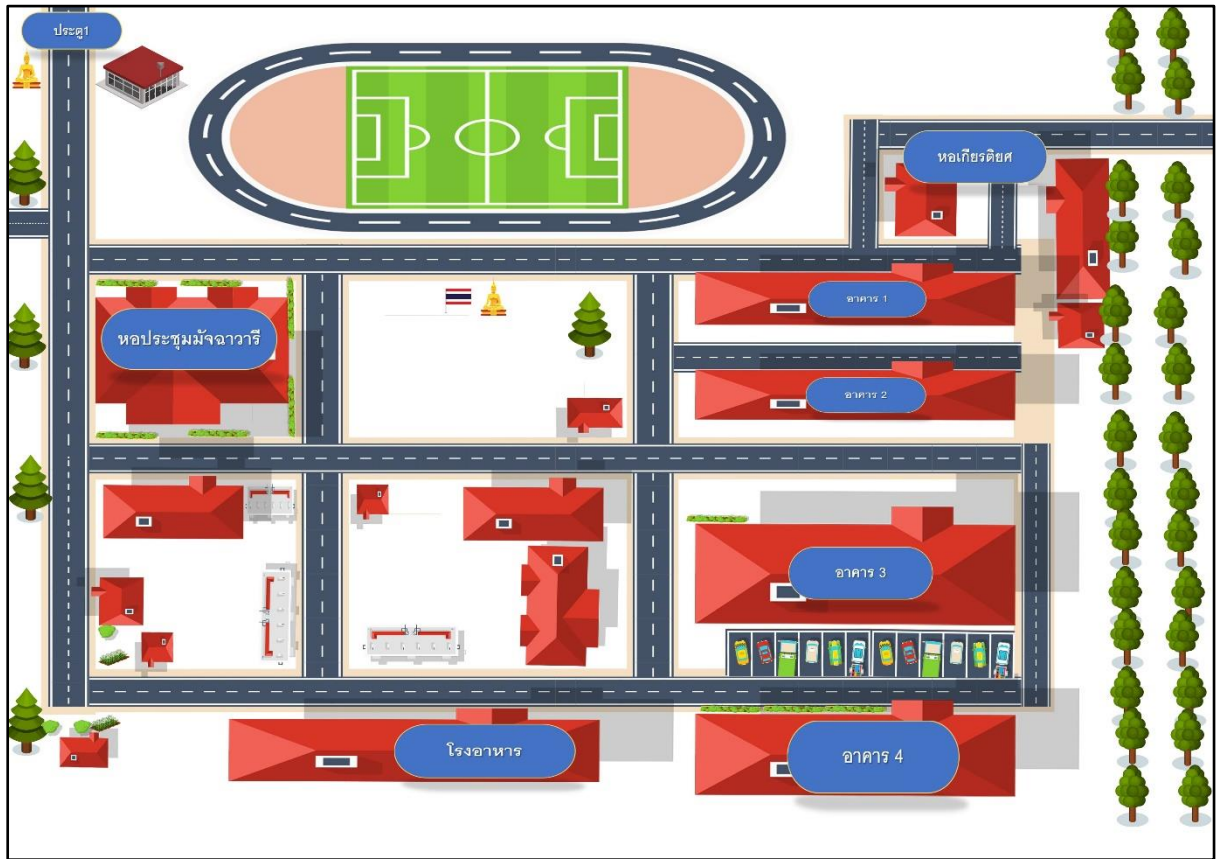 ประตู1
หอเกียรติยศ
อาคาร 1
หอประชุมมัจฉาวารี
อาคาร 2
อาคาร 3
โรงอาหาร
อาคาร 4